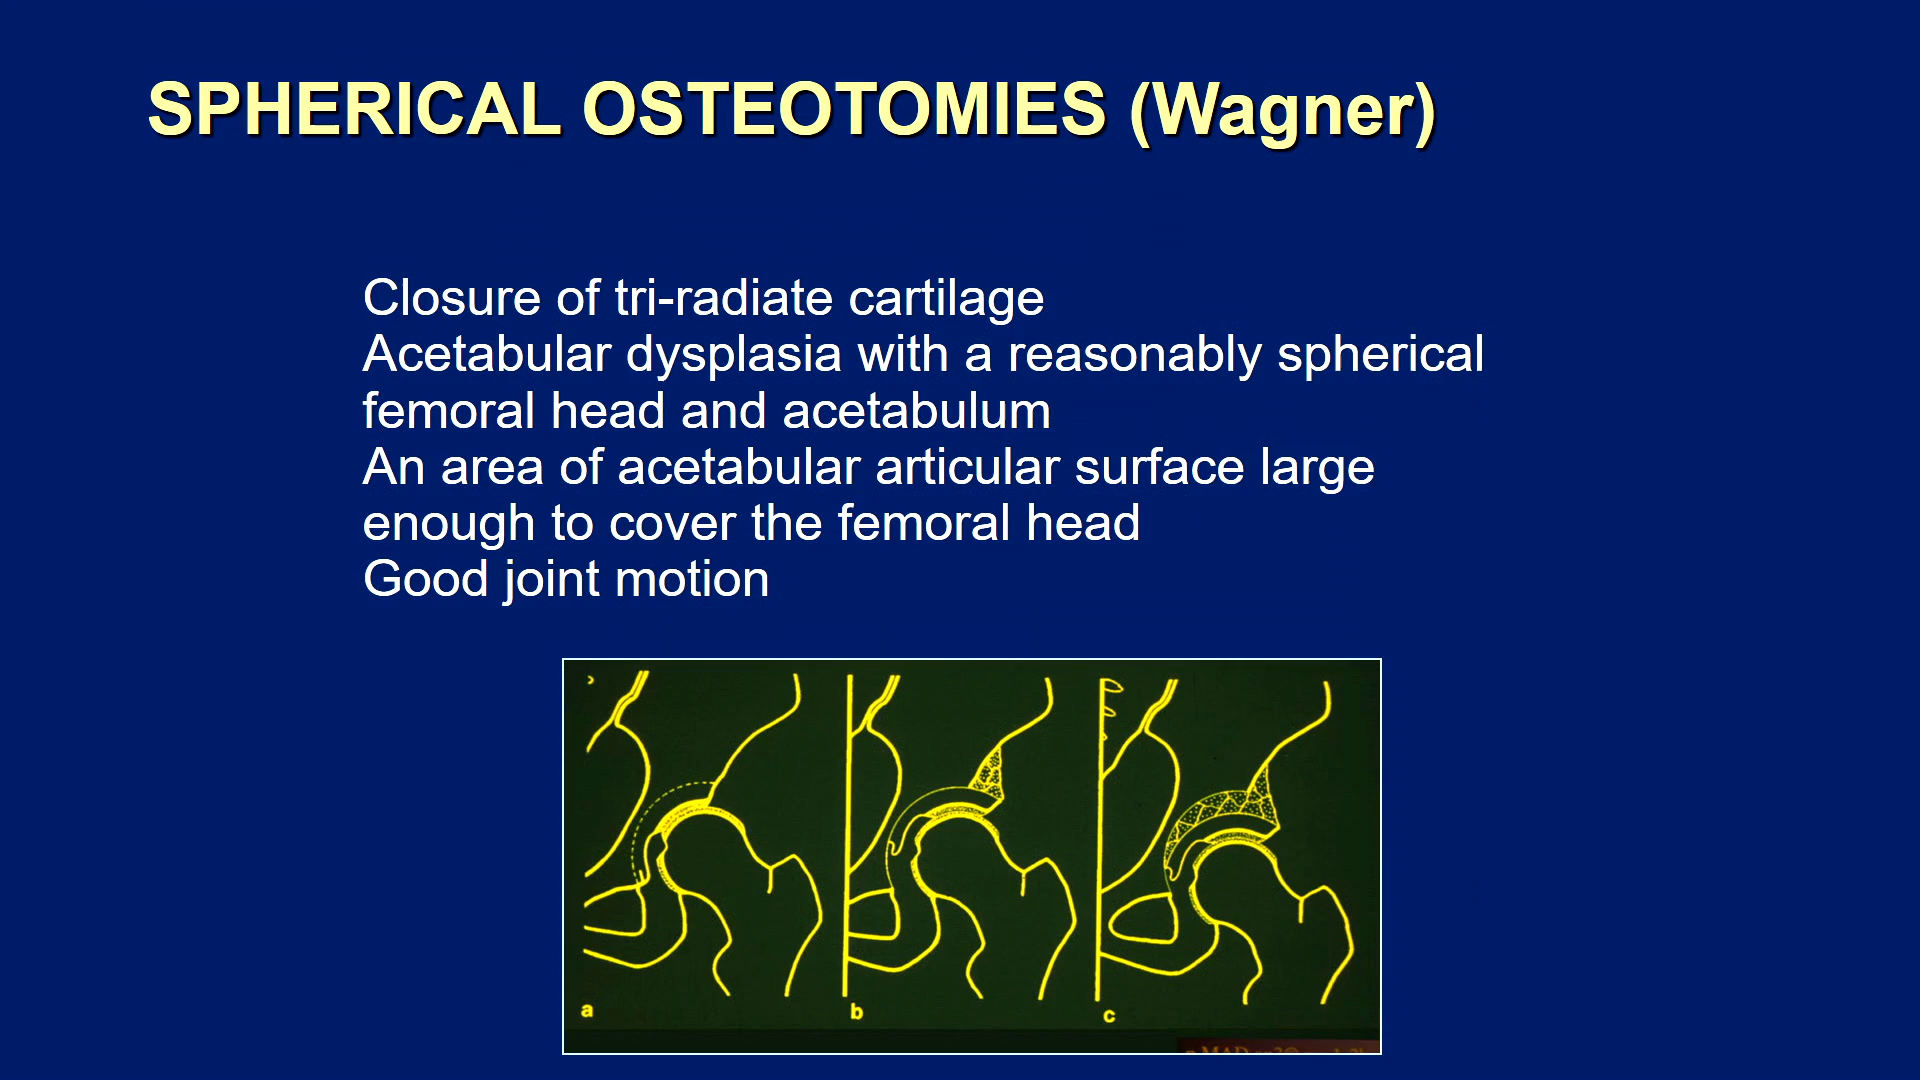 SPHERICAL OSTEOTOMIES (Wagner)
Closure of tri-radiate cartilage
Acetabular dysplasia with a reasonably spherical
femoral head and acetabulum
An area of acetabular articular surface large
enough to cover the femoral head
Good joint motion
a
b
c